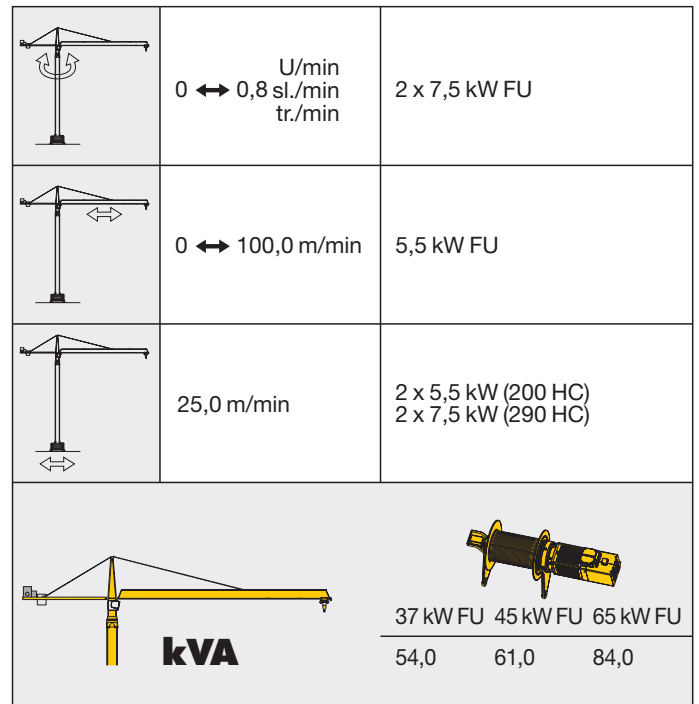 U/min
0 ↔ 0,8 sl./min
tr./min
2 x 7,5 kW FU
0 ↔ 100,0 m/min
5,5 kW FU
25,0 m/min
2 x 5,5 kW (200 HC)
2 x 7,5 kW (290 HC)
kVA
37 kW FU 45 kW FU 65 kW FU
54,0 61,0 84,0